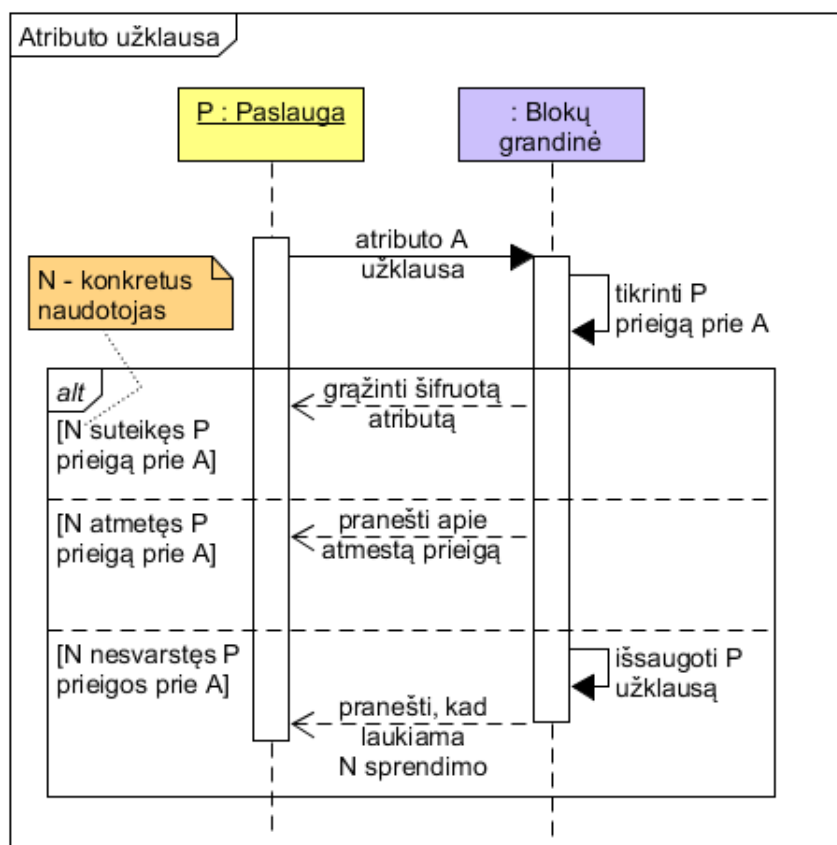 Atributo užklausa
P : Paslauga
: Blokų
grandinė
atributo A
užklausa
N - konkretus
naudotojas
tikrinti P
prieigą prie A
alt
grąžinti šifruotą
atributą
[N suteikęs P
prieigą prie A]
[N atmetęs P
prieigą prie A]
pranešti apie
atmestą prieigą
[N nesvarstęs P
prieigos prie A]
išsaugoti P
užklausą
pranešti, kad
laukiama
N sprendimo